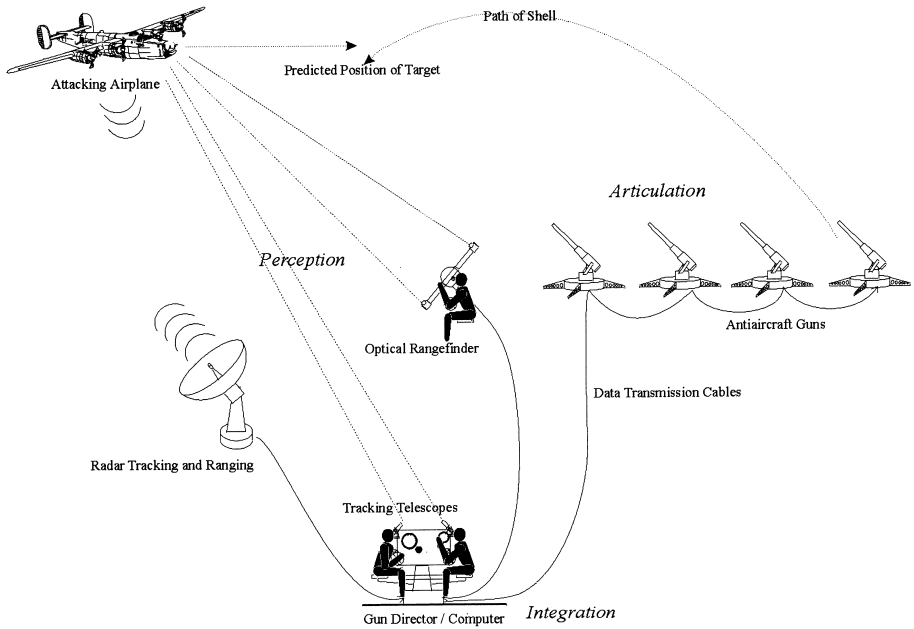 Path of Shell
Predicted Position of Target
Attacking Airplane
Articulation
Perception
Antiaircraft Guns
Optical Rangefinder
Data Transmission Cables
Radar Tracking and Ranging
Tracking Telescopes
Integration
Gun Director / Computer